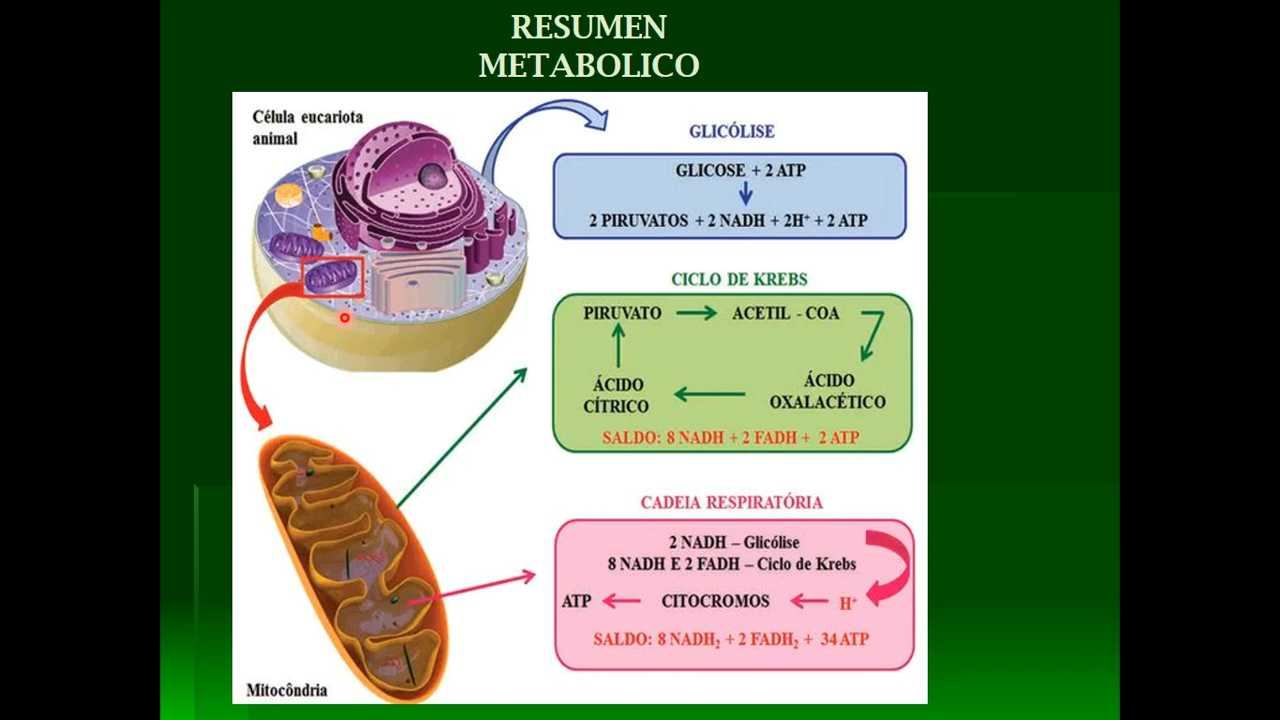 RESUMEN
METABOLICO
Célula eucariota
animal
GLICÓLISE
GLICOSE + 2 ATP
2 PIRUVATOS + 2 NADH + 2H⁺ + 2 ATP
CICLO DE KREBS
PIRUVATO
ACETIL - COA
ÁCIDO
CÍTRICO
ÁCIDO
OXALACÉTICO
SALDO: 8 NADH + 2 FADH + 2 ATP
CADEIA RESPIRATÓRIA
2 NADH – Glicólise
8 NADH E 2 FADH – Ciclo de Krebs
ATP
CITOCROMOS
H⁺
SALDO: 8 NADH₂ + 2 FADH₂ + 34 ATP
Mitocôndria